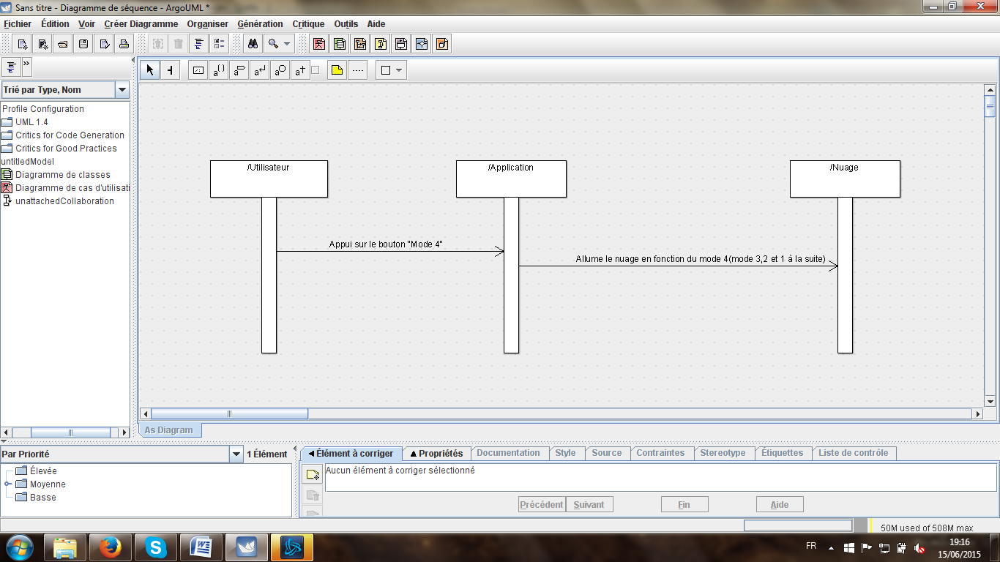 Sans titre - Diagramme de séquence - ArgoUML *
Fichier Édition Voir Créer Diagramme Organiser Génération Critique Outils Aide
»
a() a a a a†
Trié par Type, Nom
Profile Configuration
UML 1.4
Critics for Code Generation
Critics for Good Practices
untitledModel
Diagramme de classes
Diagramme de cas d'utilisati
unattachedCollaboration
/Utilisateur
/Application
/Nuage
Appui sur le bouton "Mode 4"
Allume le nuage en fonction du mode 4(mode 3,2 et 1 à la suite)
As Diagram
Par Priorité
1 Élément
Élevée
Moyenne
Basse
Élément à corriger Propriétés Documentation Style Source Contraintes Stereotype Étiquettes Liste de contrôle
Aucun élément à corriger sélectionné
Précédent Suivant Fin Aide
50M used of 508M max
FR
19:16
15/06/2015